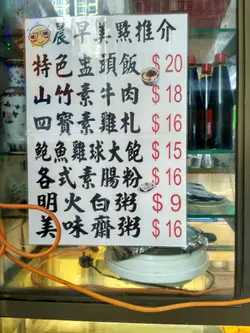 晨早美點推介
特色盅頭飯 $20
山竹素牛肉 $18
四寶素雞札 $16
鮑魚雞球大飽 $15
各式素腸粉 $16
明火白粥 $9
美味齋粥 $16